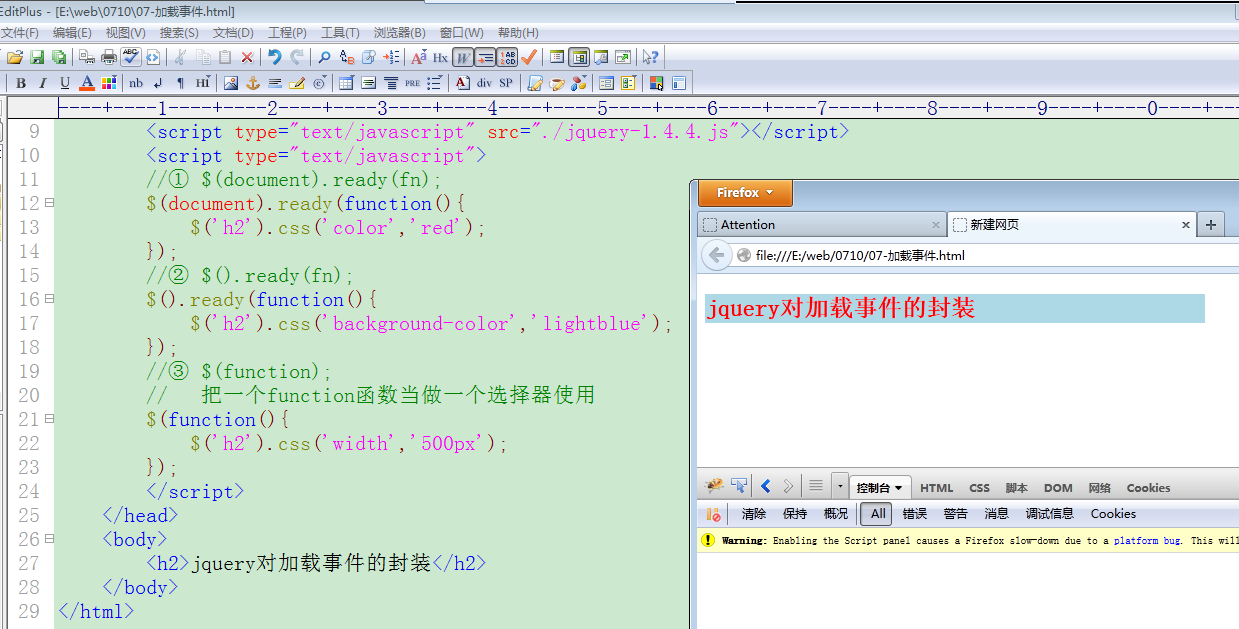 EditPlus - [E:\web\0710\07-加载事件.html]
文件(F) 编辑(E) 视图(V) 搜索(S) 文档(D) 工程(P) 工具(T) 浏览器(B) 窗口(W) 帮助(H)
ABC Hx W AB CD
B I U A nb HI PRE A div SP
----+----1----+----2----+----3----+----4----+----5----+----6----+----7----+----8----+----9----+----0----+--
9 <script type="text/javascript" src="./jquery-1.4.4.js"></script>
10 <script type="text/javascript">
11 //① $(document).ready(fn);
12 $(document).ready(function(){
13 $('h2').css('color','red');
14 });
15 //② $().ready(fn);
16 $().ready(function(){
17 $('h2').css('background-color','lightblue');
18 });
19 //③ $(function);
20 // 把一个function函数当做一个选择器使用
21 $(function(){
22 $('h2').css('width','500px');
23 });
24 </script>
25 </head>
26 <body>
27 <h2>jquery对加载事件的封装</h2>
28 </body>
29 </html>
Firefox
Attention × 新建网页 × +
file:///E:/web/0710/07-加载事件.html
jquery对加载事件的封装
控制台 HTML CSS 脚本 DOM 网络 Cookies
清除 保持 概况 All 错误 警告 消息 调试信息 Cookies
Warning: Enabling the Script panel causes a Firefox slow-down due to a platform bug. This will